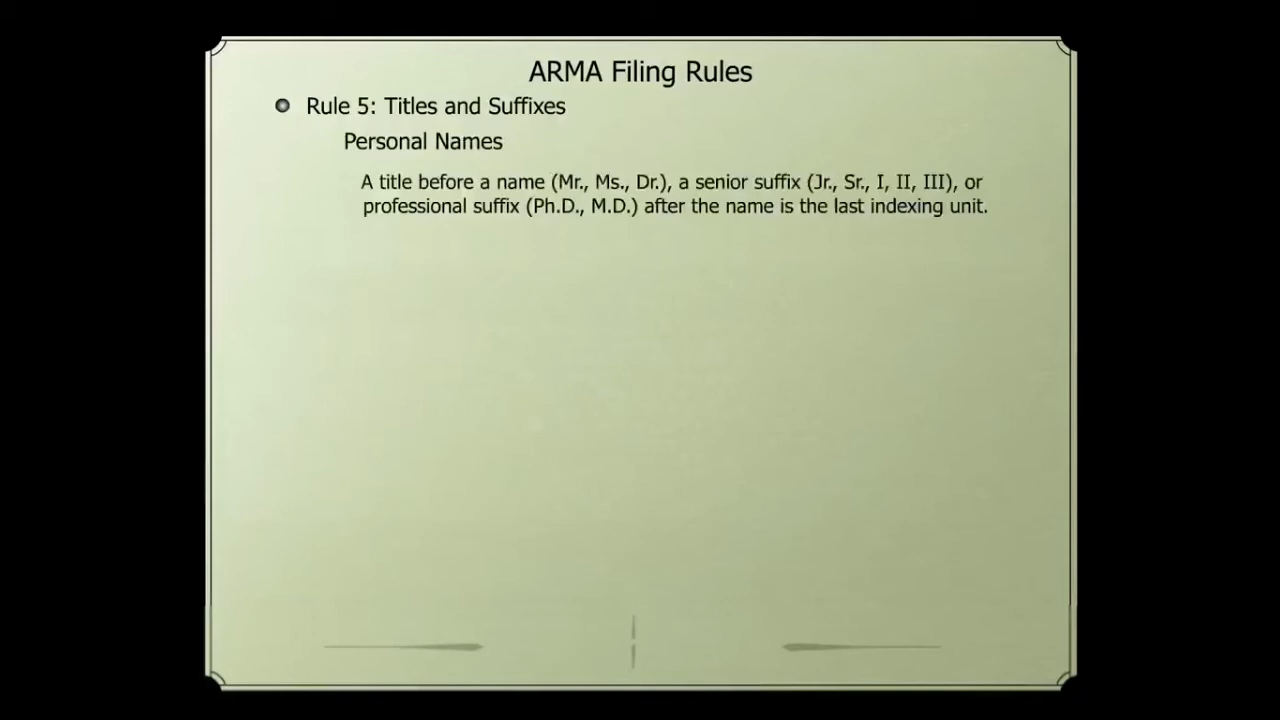 ARMA Filing Rules
Rule 5: Titles and Suffixes
Personal Names
A title before a name (Mr., Ms., Dr.), a senior suffix (Jr., Sr., I, II, III), or
professional suffix (Ph.D., M.D.) after the name is the last indexing unit.